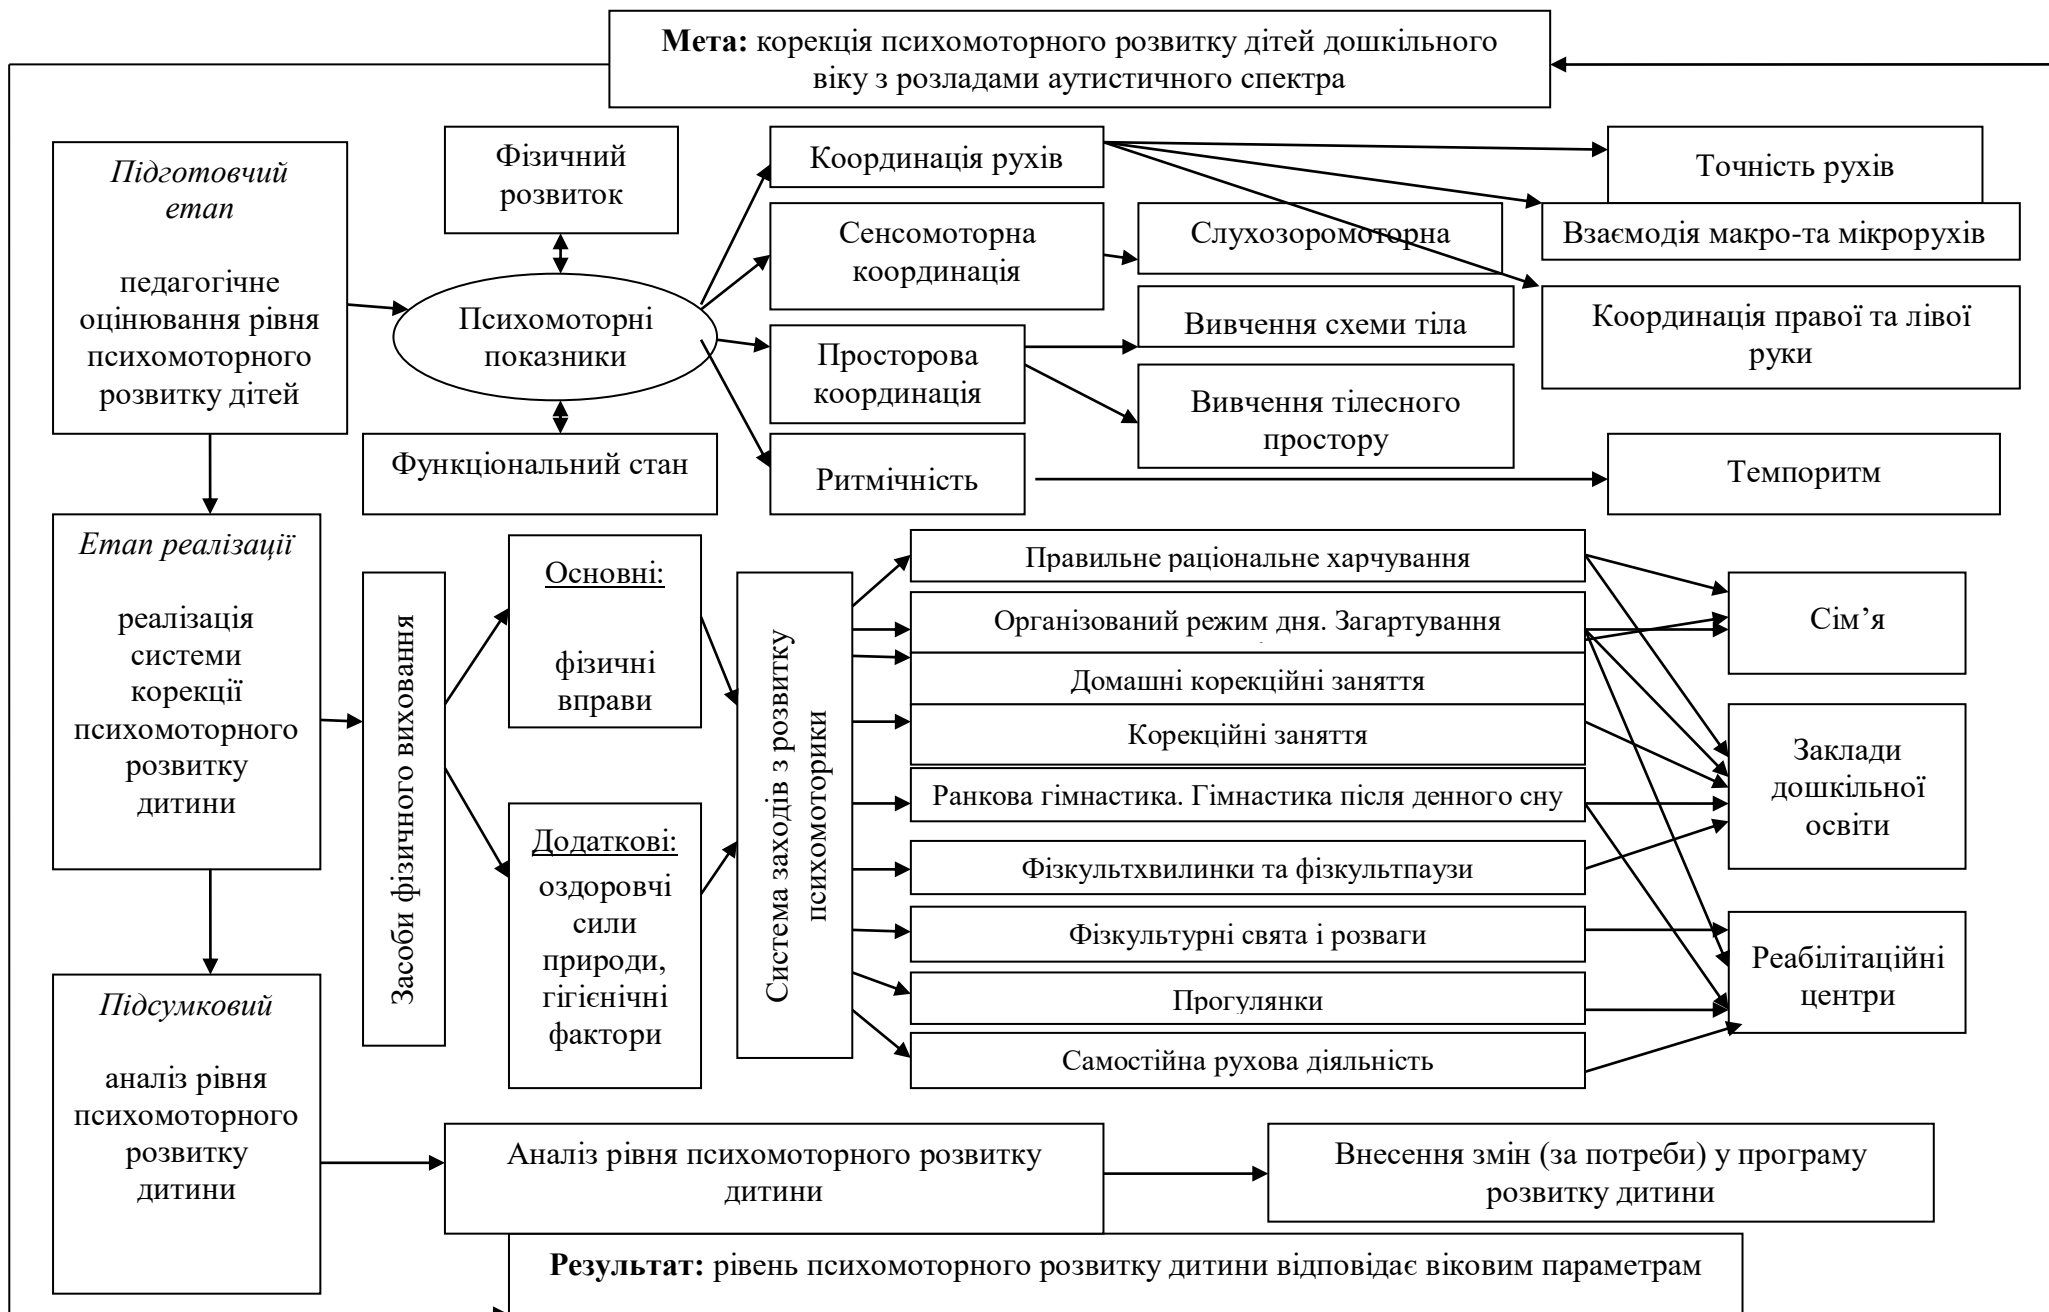 Мета: корекція психомоторного розвитку дітей дошкільного
віку з розладами аутистичного спектра
Підготовчий
етап
педагогічне
оцінювання рівня
психомоторного
розвитку дітей
Фізичний
розвиток
Психомоторні
показники
Функціональний стан
Координація рухів
Сенсомоторна
координація
Просторова
координація
Ритмічність
Слухозоромоторна
Вивчення схеми тіла
Вивчення тілесного
простору
Точність рухів
Взаємодія макро-та мікрорухів
Координація правої та лівої
руки
Темпоритм
Етап реалізації
реалізація
системи
корекції
психомоторного
розвитку
дитини
Засоби фізичного виховання
Основні:
фізичні
вправи
Додаткові:
оздоровчі
сили
природи,
гігієнічні
фактори
Система заходів з розвитку
психомоторики
Правильне раціональне харчування
Організований режим дня. Загартування
Домашні корекційні заняття
Корекційні заняття
Ранкова гімнастика. Гімнастика після денного сну
Фізкультхвилинки та фізкультпаузи
Фізкультурні свята і розваги
Прогулянки
Самостійна рухова діяльність
Сім’я
Заклади
дошкільної
освіти
Реабілітаційні
центри
Підсумковий
аналіз рівня
психомоторного
розвитку
дитини
Аналіз рівня психомоторного розвитку
дитини
Внесення змін (за потреби) у програму
розвитку дитини
Результат: рівень психомоторного розвитку дитини відповідає віковим параметрам